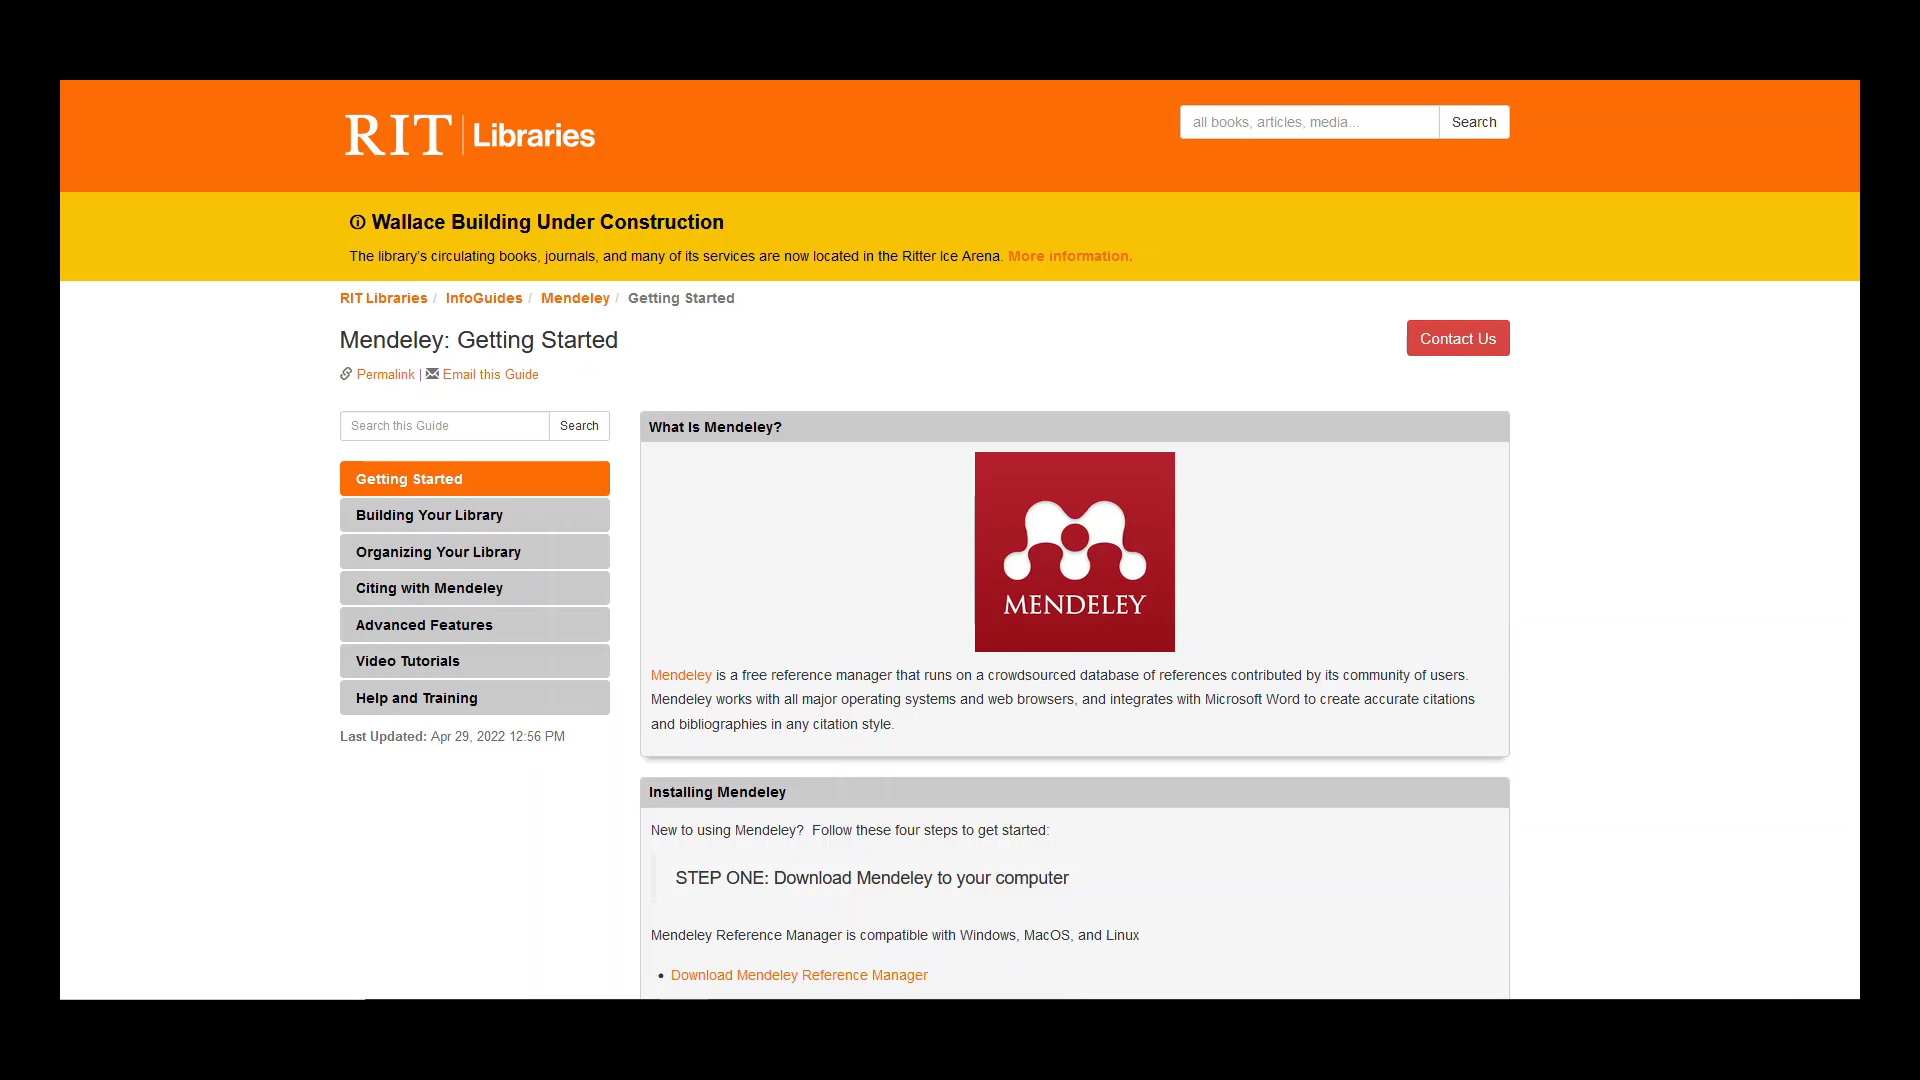 RIT Libraries
all books, articles, media...
Search
Wallace Building Under Construction
The library's circulating books, journals, and many of its services are now located in the Ritter Ice Arena. More information.
RIT Libraries / InfoGuides / Mendeley / Getting Started
Mendeley: Getting Started
Contact Us
Permalink | Email this Guide
Search this Guide
Search
Getting Started
Building Your Library
Organizing Your Library
Citing with Mendeley
Advanced Features
Video Tutorials
Help and Training
Last Updated: Apr 29, 2022 12:56 PM
What Is Mendeley?
MENDELEY
Mendeley is a free reference manager that runs on a crowdsourced database of references contributed by its community of users.
Mendeley works with all major operating systems and web browsers, and integrates with Microsoft Word to create accurate citations
and bibliographies in any citation style.
Installing Mendeley
New to using Mendeley?  Follow these four steps to get started:
STEP ONE: Download Mendeley to your computer
Mendeley Reference Manager is compatible with Windows, MacOS, and Linux
• Download Mendeley Reference Manager